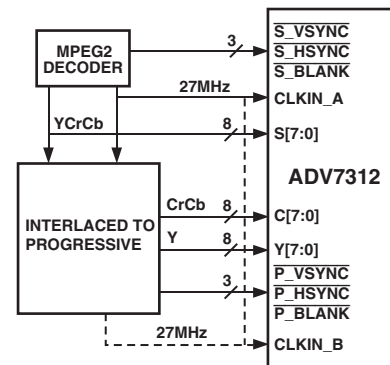 MPEG2
DECODER
3
S_VSYNC
S_HSYNC
S_BLANK
27MHz
CLKIN_A
YCrCb
8
S[7:0]
ADV7312
INTERLACED TO
PROGRESSIVE
CrCb
8
C[7:0]
Y
8
Y[7:0]
3
P_VSYNC
P_HSYNC
P_BLANK
27MHz
CLKIN_B